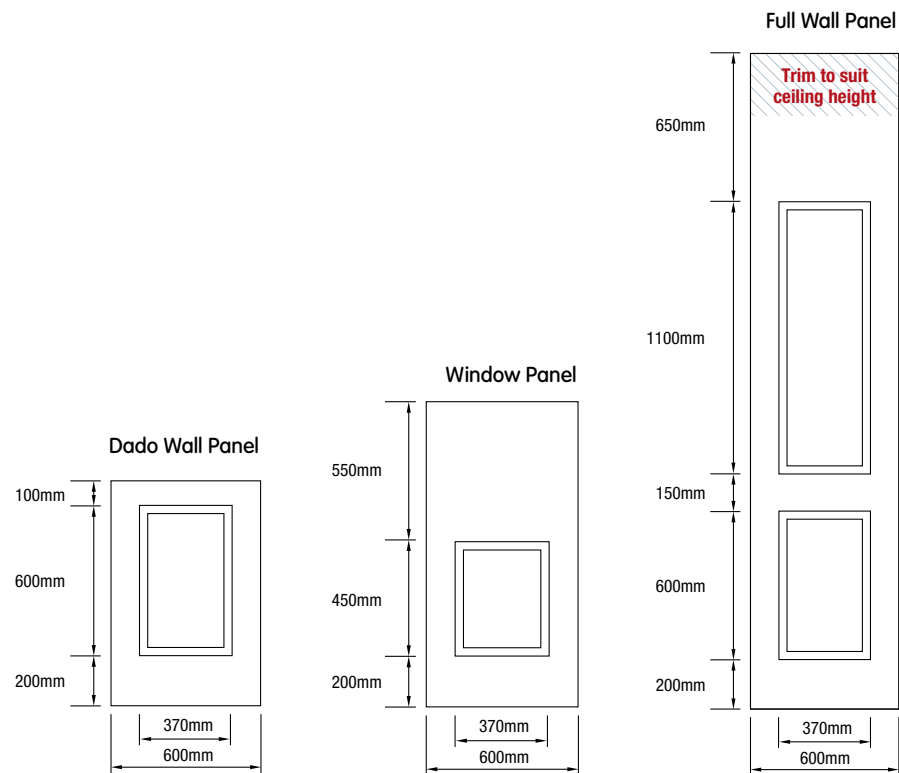 Full Wall Panel
Trim to suit
ceiling height
650mm
1100mm
150mm
600mm
200mm
370mm
600mm
Window Panel
550mm
450mm
200mm
370mm
600mm
Dado Wall Panel
100mm
600mm
200mm
370mm
600mm